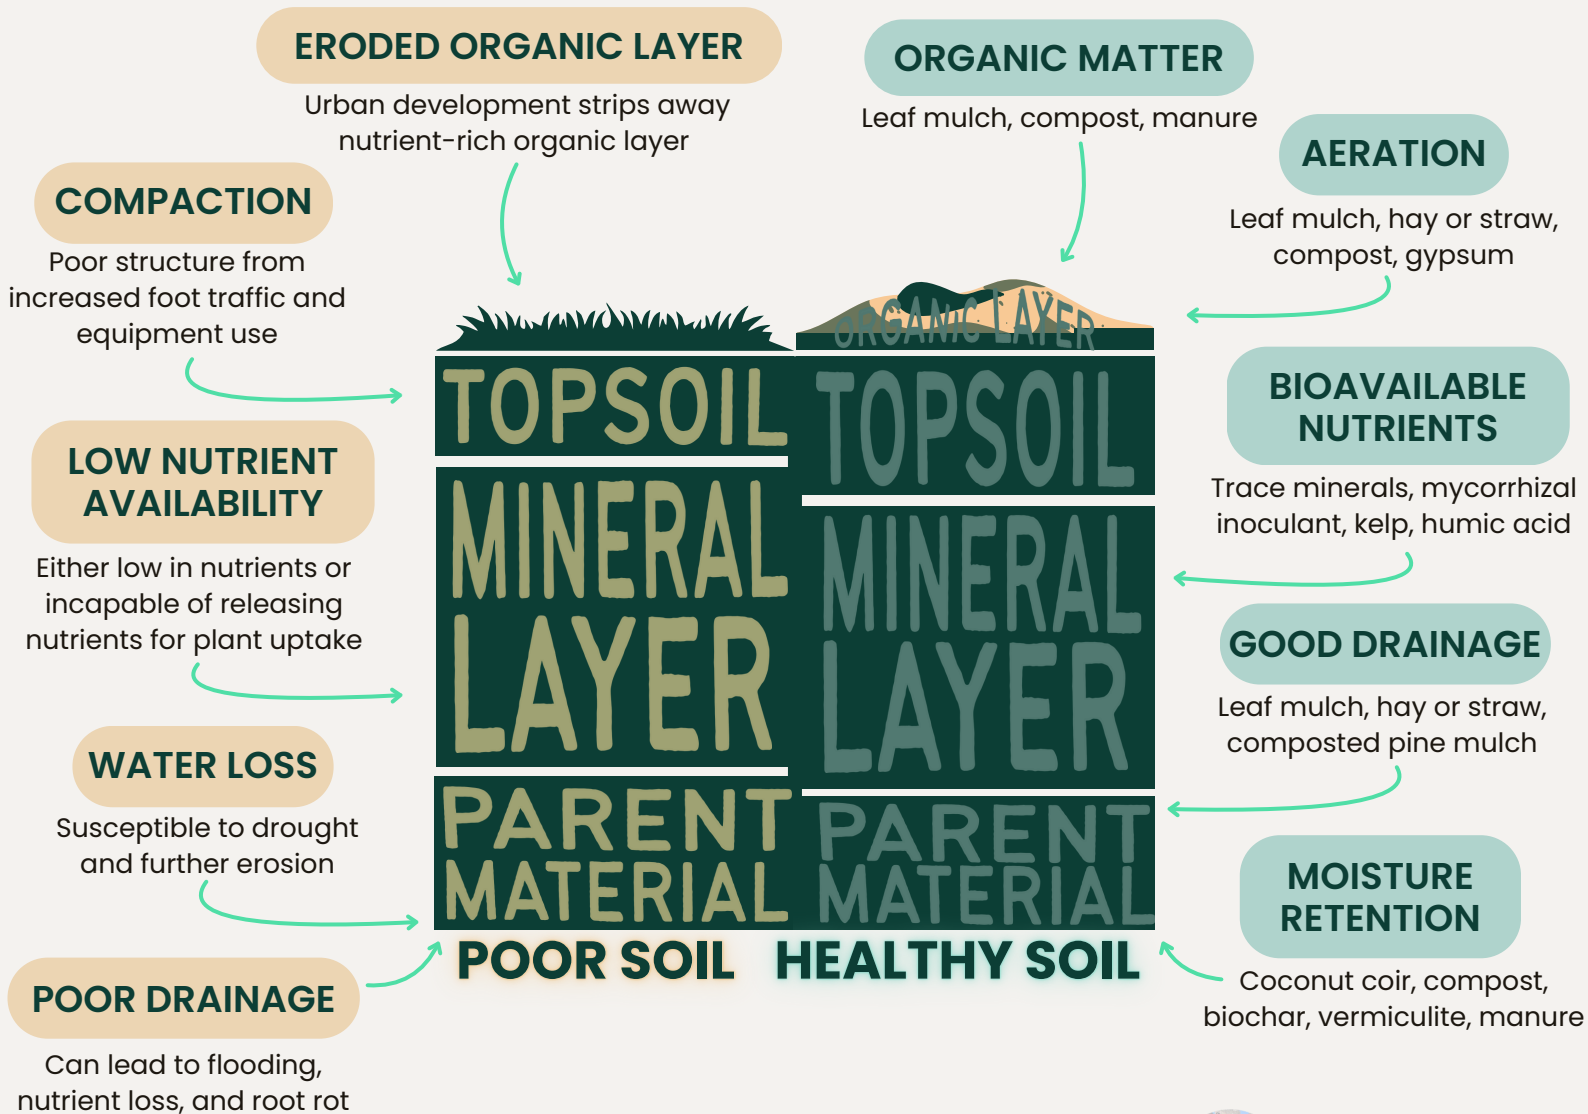 ERODED ORGANIC LAYER
Urban development strips away
nutrient-rich organic layer
COMPACTION
Poor structure from
increased foot traffic and
equipment use
LOW NUTRIENT
AVAILABILITY
Either low in nutrients or
incapable of releasing
nutrients for plant uptake
WATER LOSS
Susceptible to drought
and further erosion
POOR DRAINAGE
Can lead to flooding,
nutrient loss, and root rot
TOPSOIL
MINERAL
LAYER
PARENT
MATERIAL
POOR SOIL
ORGANIC LAYER
TOPSOIL
MINERAL
LAYER
PARENT
MATERIAL
HEALTHY SOIL
ORGANIC MATTER
Leaf mulch, compost, manure
AERATION
Leaf mulch, hay or straw,
compost, gypsum
BIOAVAILABLE
NUTRIENTS
Trace minerals, mycorrhizal
inoculant, kelp, humic acid
GOOD DRAINAGE
Leaf mulch, hay or straw,
composted pine mulch
MOISTURE
RETENTION
Coconut coir, compost,
biochar, vermiculite, manure